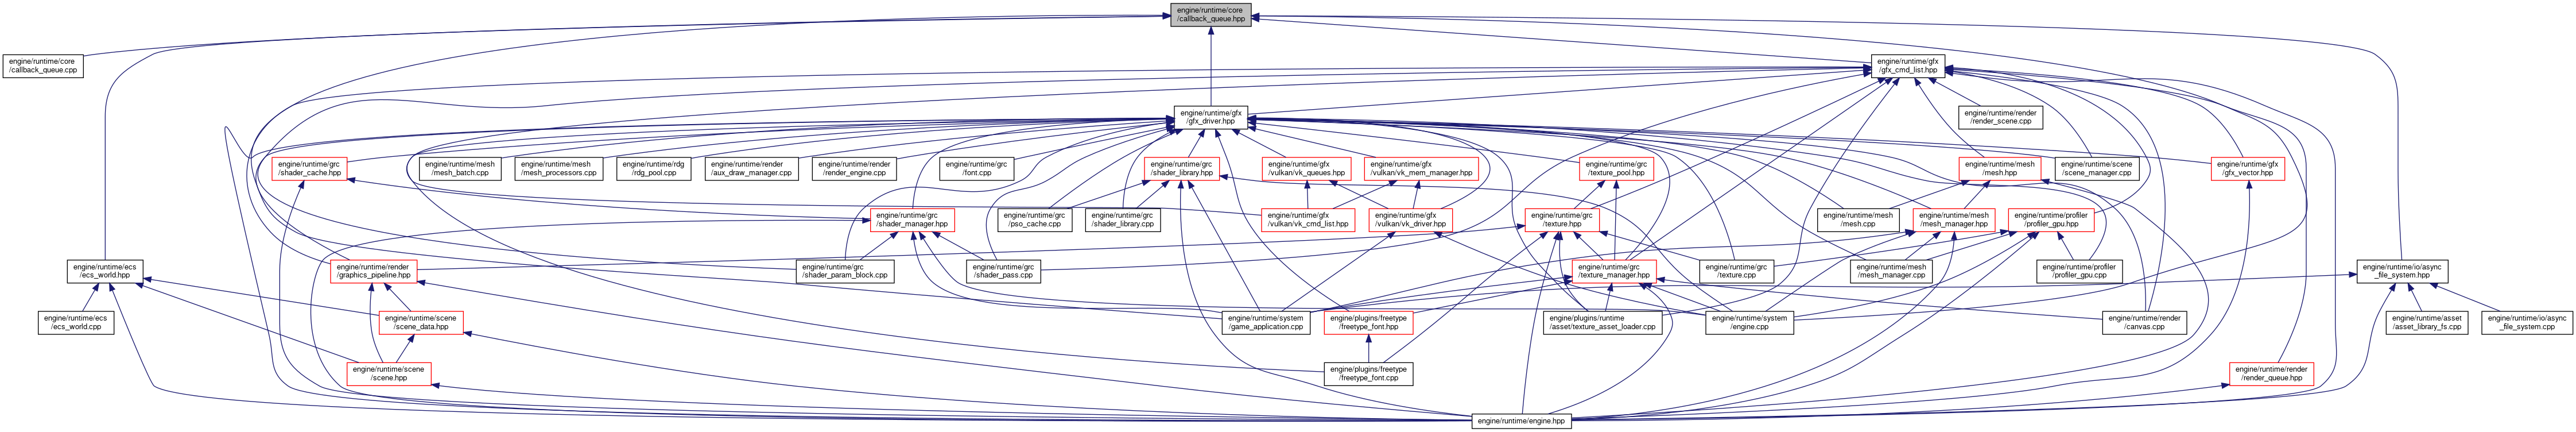 engine/runtime/core
/callback_queue.hpp
engine/runtime/core
/callback_queue.cpp
engine/runtime/gfx
/gfx_cmd_list.hpp
engine/runtime/gfx
/gfx_driver.hpp
engine/runtime/render
/render_scene.cpp
engine/runtime/grc
/shader_cache.hpp
engine/runtime/mesh
/mesh_batch.cpp
engine/runtime/mesh
/mesh_processors.cpp
engine/runtime/rdg
/rdg_pool.cpp
engine/runtime/render
/aux_draw_manager.cpp
engine/runtime/render
/render_engine.cpp
engine/runtime/grc
/font.cpp
engine/runtime/grc
/shader_library.hpp
engine/runtime/gfx
/vulkan/vk_queues.hpp
engine/runtime/gfx
/vulkan/vk_mem_manager.hpp
engine/runtime/grc
/texture_pool.hpp
engine/runtime/mesh
/mesh.hpp
engine/runtime/scene
/scene_manager.cpp
engine/runtime/gfx
/gfx_vector.hpp
engine/runtime/grc
/shader_manager.hpp
engine/runtime/grc
/pso_cache.cpp
engine/runtime/grc
/shader_library.cpp
engine/runtime/gfx
/vulkan/vk_cmd_list.hpp
engine/runtime/gfx
/vulkan/vk_driver.hpp
engine/runtime/grc
/texture.hpp
engine/runtime/mesh
/mesh.cpp
engine/runtime/mesh
/mesh_manager.hpp
engine/runtime/profiler
/profiler_gpu.hpp
engine/runtime/ecs
/ecs_world.hpp
engine/runtime/render
/graphics_pipeline.hpp
engine/runtime/grc
/shader_param_block.cpp
engine/runtime/grc
/shader_pass.cpp
engine/runtime/grc
/texture_manager.hpp
engine/runtime/grc
/texture.cpp
engine/runtime/mesh
/mesh_manager.cpp
engine/runtime/profiler
/profiler_gpu.cpp
engine/runtime/io/async
_file_system.hpp
engine/runtime/ecs
/ecs_world.cpp
engine/runtime/scene
/scene_data.hpp
engine/runtime/system
/game_application.cpp
engine/plugins/freetype
/freetype_font.hpp
engine/plugins/runtime
/asset/texture_asset_loader.cpp
engine/runtime/system
/engine.cpp
engine/runtime/render
/canvas.cpp
engine/runtime/asset
/asset_library_fs.cpp
engine/runtime/io/async
_file_system.cpp
engine/runtime/scene
/scene.hpp
engine/plugins/freetype
/freetype_font.cpp
engine/runtime/render
/render_queue.hpp
engine/runtime/engine.hpp